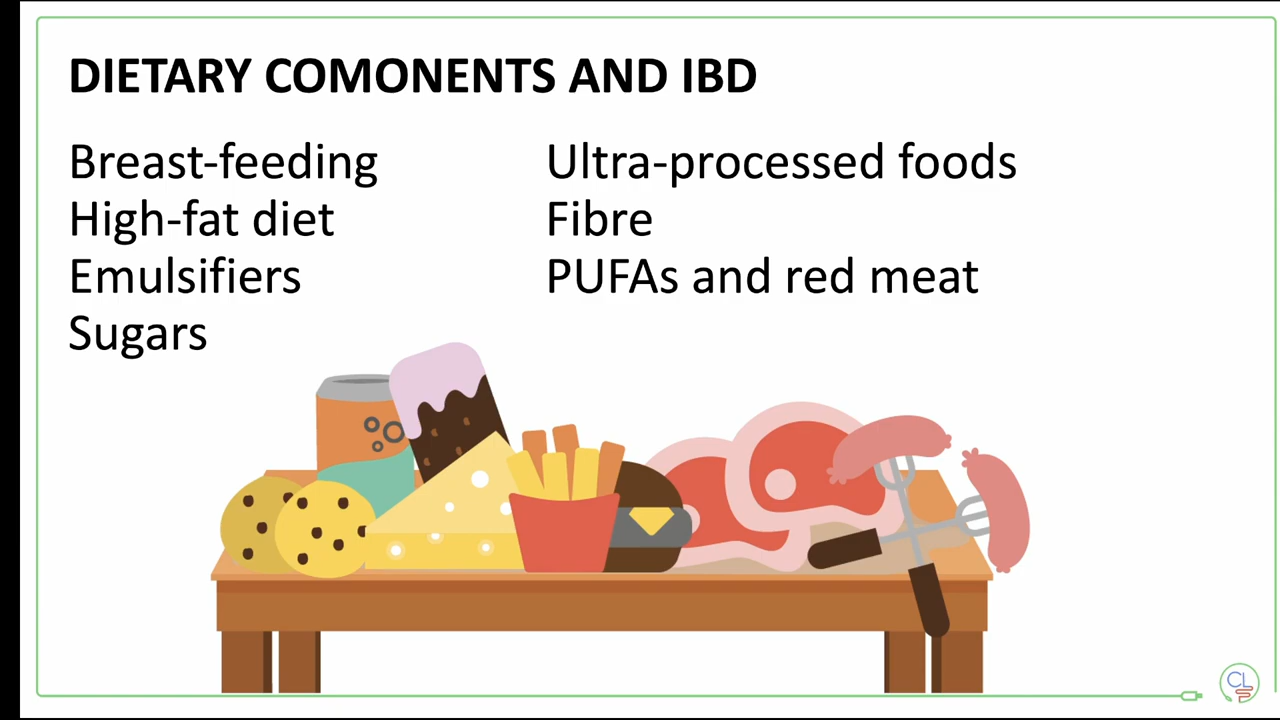 DIETARY COMONENTS AND IBD
Breast-feeding
High-fat diet
Emulsifiers
Sugars
Ultra-processed foods
Fibre
PUFAs and red meat
CL